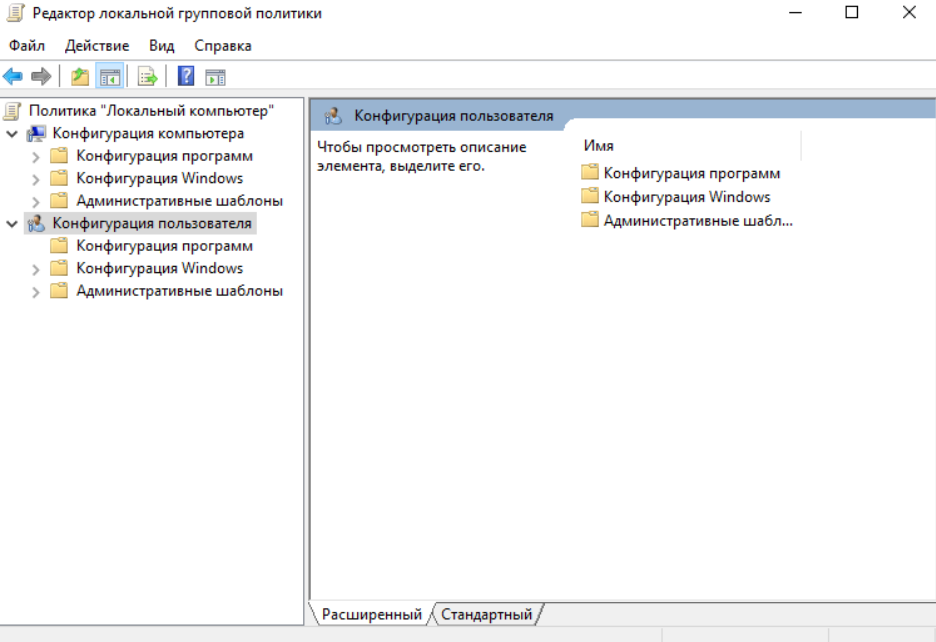 Редактор локальной групповой политики
Файл Действие Вид Справка
Политика "Локальный компьютер"
Конфигурация компьютера
Конфигурация программ
Конфигурация Windows
Административные шаблоны
Конфигурация пользователя
Конфигурация программ
Конфигурация Windows
Административные шаблоны
Конфигурация пользователя
Чтобы просмотреть описание
элемента, выделите его.
Имя
Конфигурация программ
Конфигурация Windows
Административные шабл...
Расширенный Стандартный